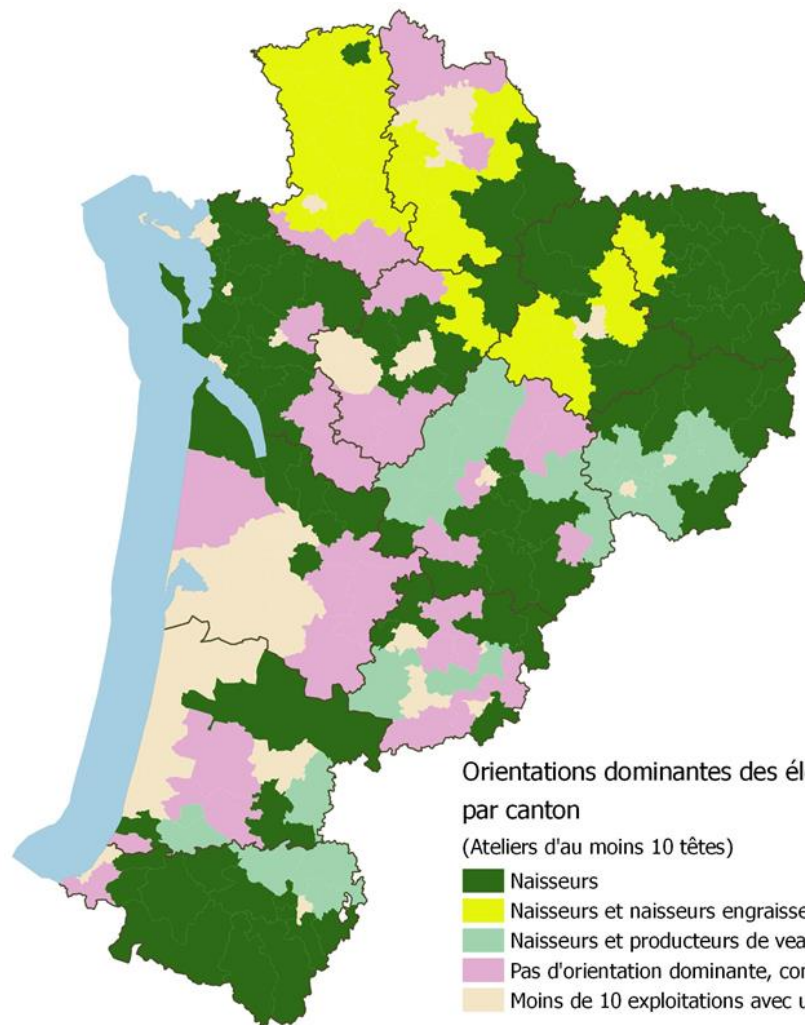 Orientations dominantes des él
par canton
(Ateliers d'au moins 10 têtes)
Naisseurs
Naisseurs et naisseurs engraisse
Naisseurs et producteurs de vea
Pas d'orientation dominante, con
Moins de 10 exploitations avec u